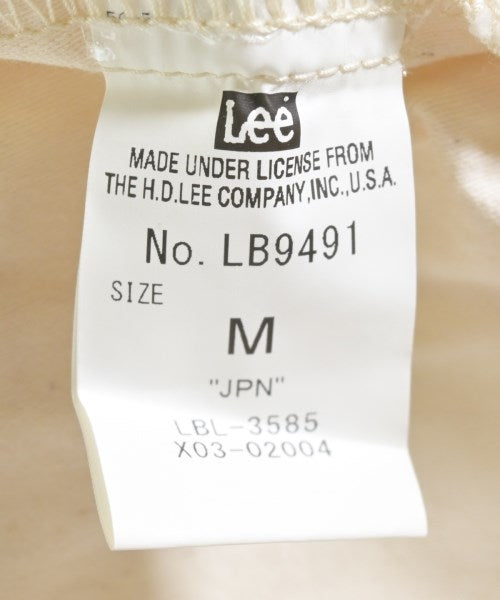 Lee
MADE UNDER LICENSE FROM
THE H.D.LEE COMPANY,INC.,U.S.A.
No. LB9491
SIZE
M
"JPN"
LBL-3585
X03-02004